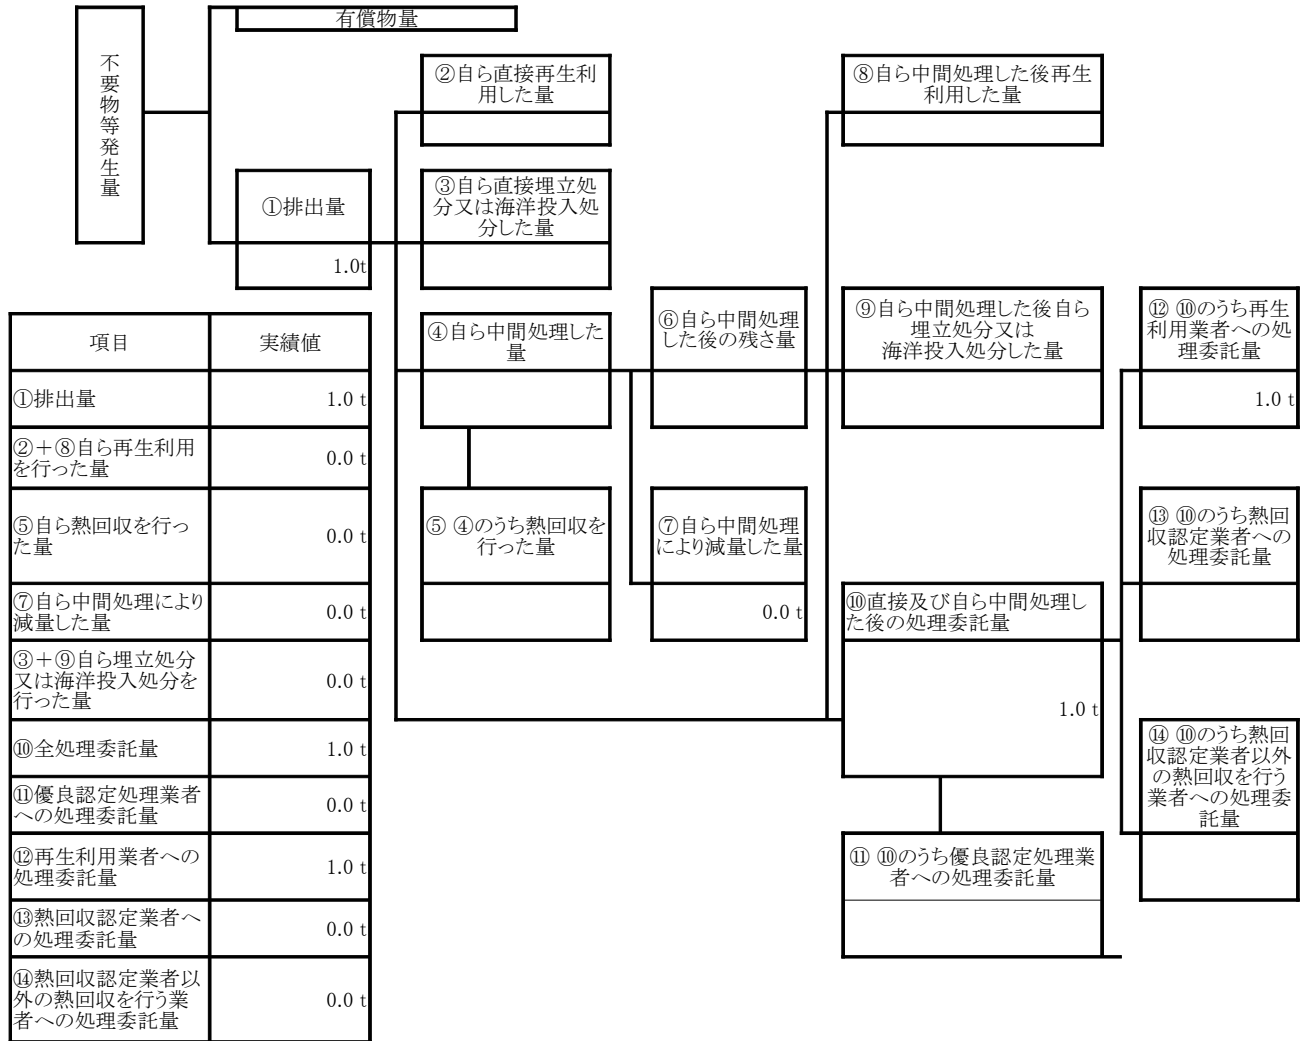 有償物量
不要物等発生量
②自ら直接再生利
用した量
⑧自ら中間処理した後再生
利用した量
①排出量
1.0t
③自ら直接埋立処
分又は海洋投入処
分した量
④自ら中間処理した
量
⑥自ら中間処理
した後の残さ量
⑨自ら中間処理した後自ら
埋立処分又は
海洋投入処分した量
⑫ ⑩のうち再生
利用業者への処
理委託量
1.0 t
⑤ ④のうち熱回収を
行った量
⑦自ら中間処理
により減量した量
0.0 t
⑬ ⑩のうち熱回
収認定業者への
処理委託量
⑩直接及び自ら中間処理し
た後の処理委託量
1.0 t
⑭ ⑩のうち熱回
収認定業者以外
の熱回収を行う
業者への処理委
託量
⑪ ⑩のうち優良認定処理業
者への処理委託量
項目 実績値
①排出量 1.0 t
②+⑧自ら再生利用
を行った量 0.0 t
⑤自ら熱回収を行っ
た量 0.0 t
⑦自ら中間処理により
減量した量 0.0 t
③+⑨自ら埋立処分
又は海洋投入処分を
行った量 0.0 t
⑩全処理委託量 1.0 t
⑪優良認定処理業者
への処理委託量 0.0 t
⑫再生利用業者への
処理委託量 1.0 t
⑬熱回収認定業者へ
の処理委託量 0.0 t
⑭熱回収認定業者以
外の熱回収を行う業
者への処理委託量 0.0 t